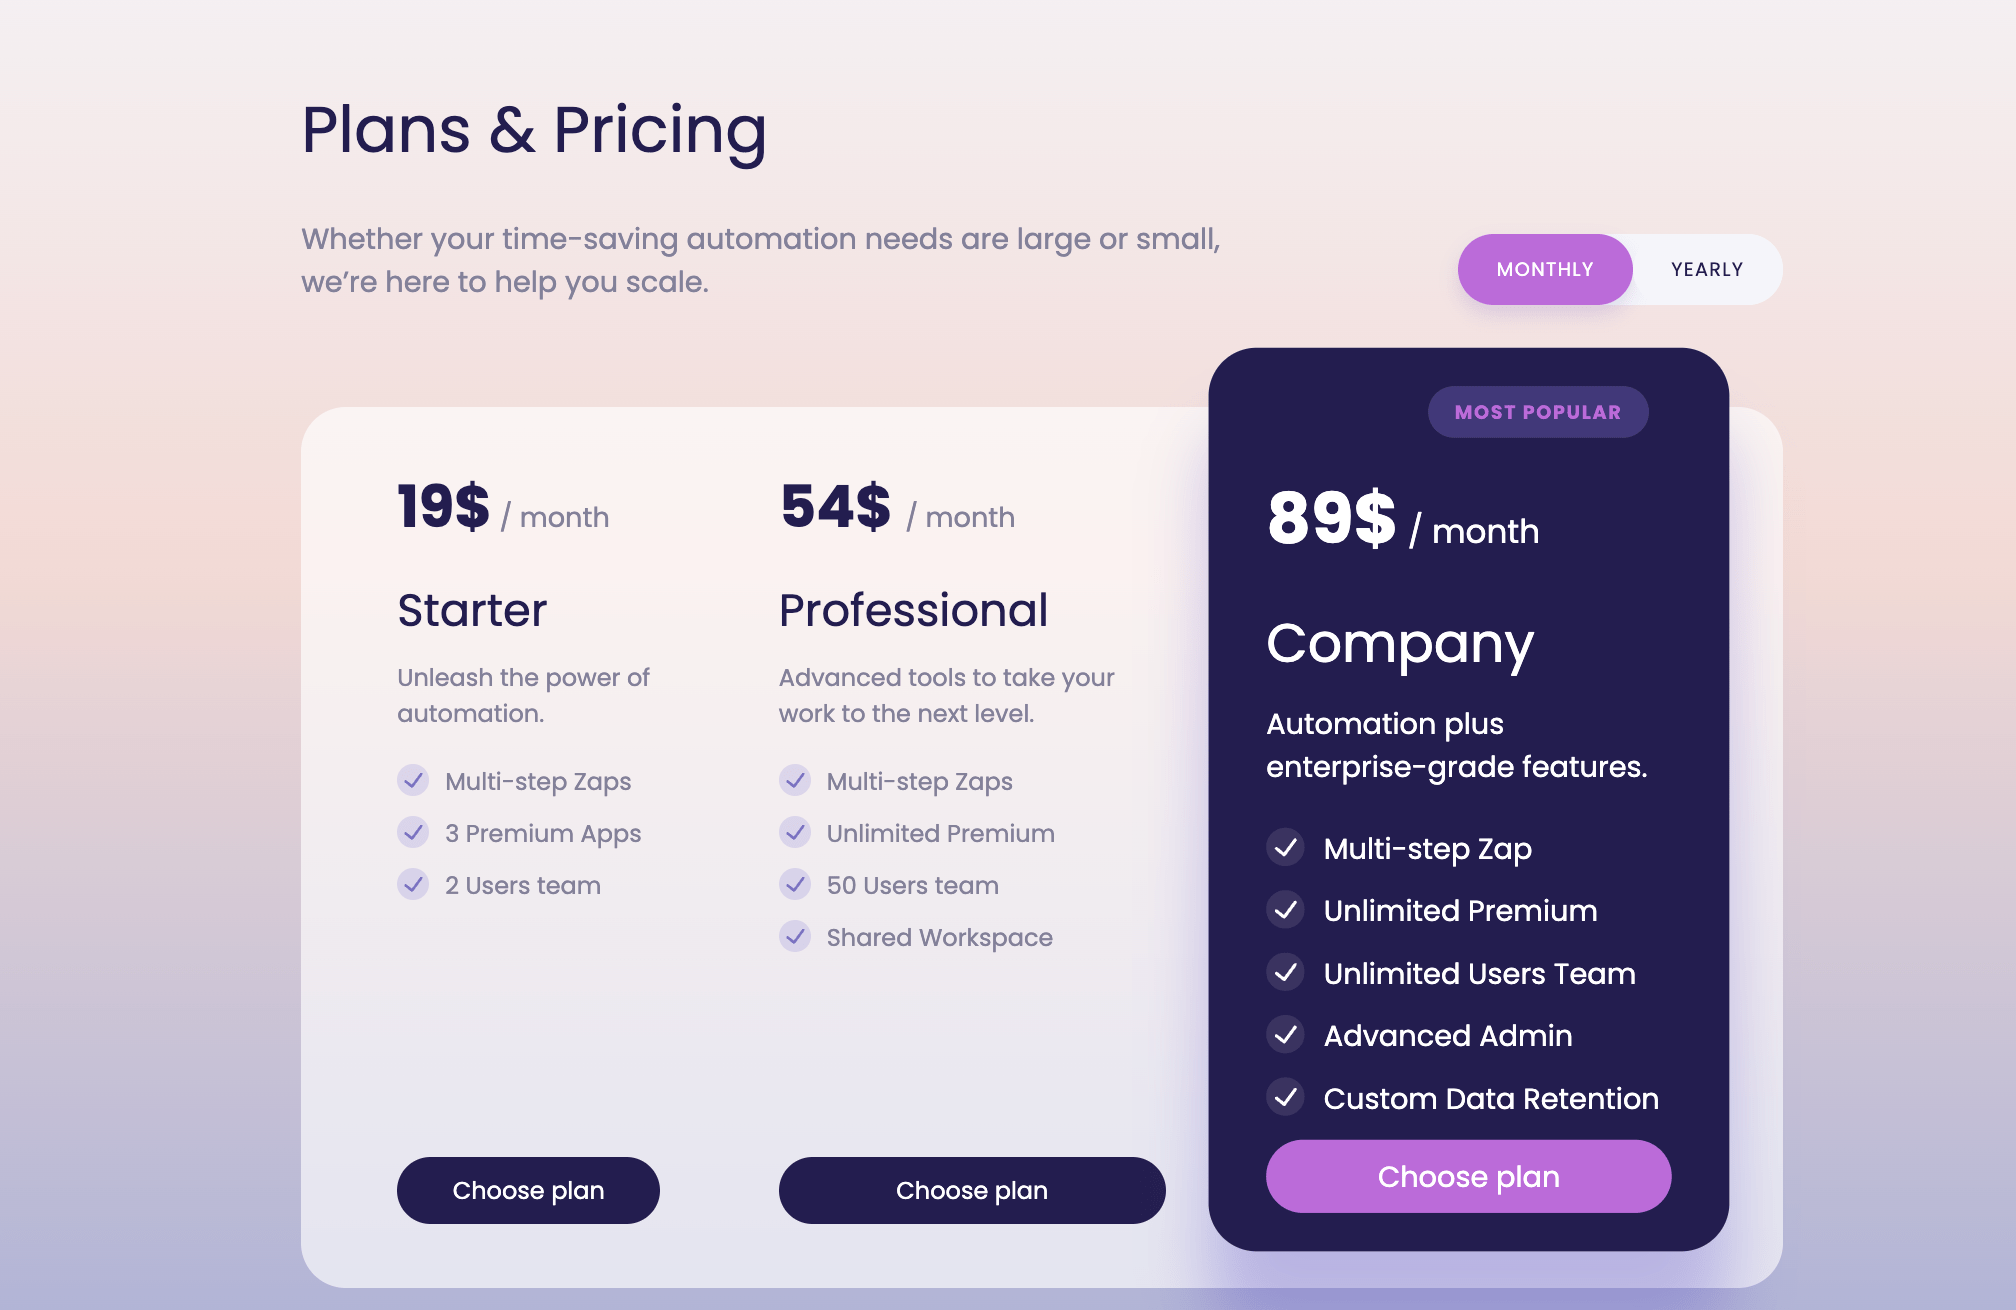 Plans & Pricing
Whether your time-saving automation needs are large or small,
we're here to help you scale.
MONTHLY
YEARLY
19$ / month
Starter
Unleash the power of
automation.
Multi-step Zaps
3 Premium Apps
2 Users team
Choose plan
54$ / month
Professional
Advanced tools to take your
work to the next level.
Multi-step Zaps
Unlimited Premium
50 Users team
Shared Workspace
Choose plan
MOST POPULAR
89$ / month
Company
Automation plus
enterprise-grade features.
Multi-step Zap
Unlimited Premium
Unlimited Users Team
Advanced Admin
Custom Data Retention
Choose plan